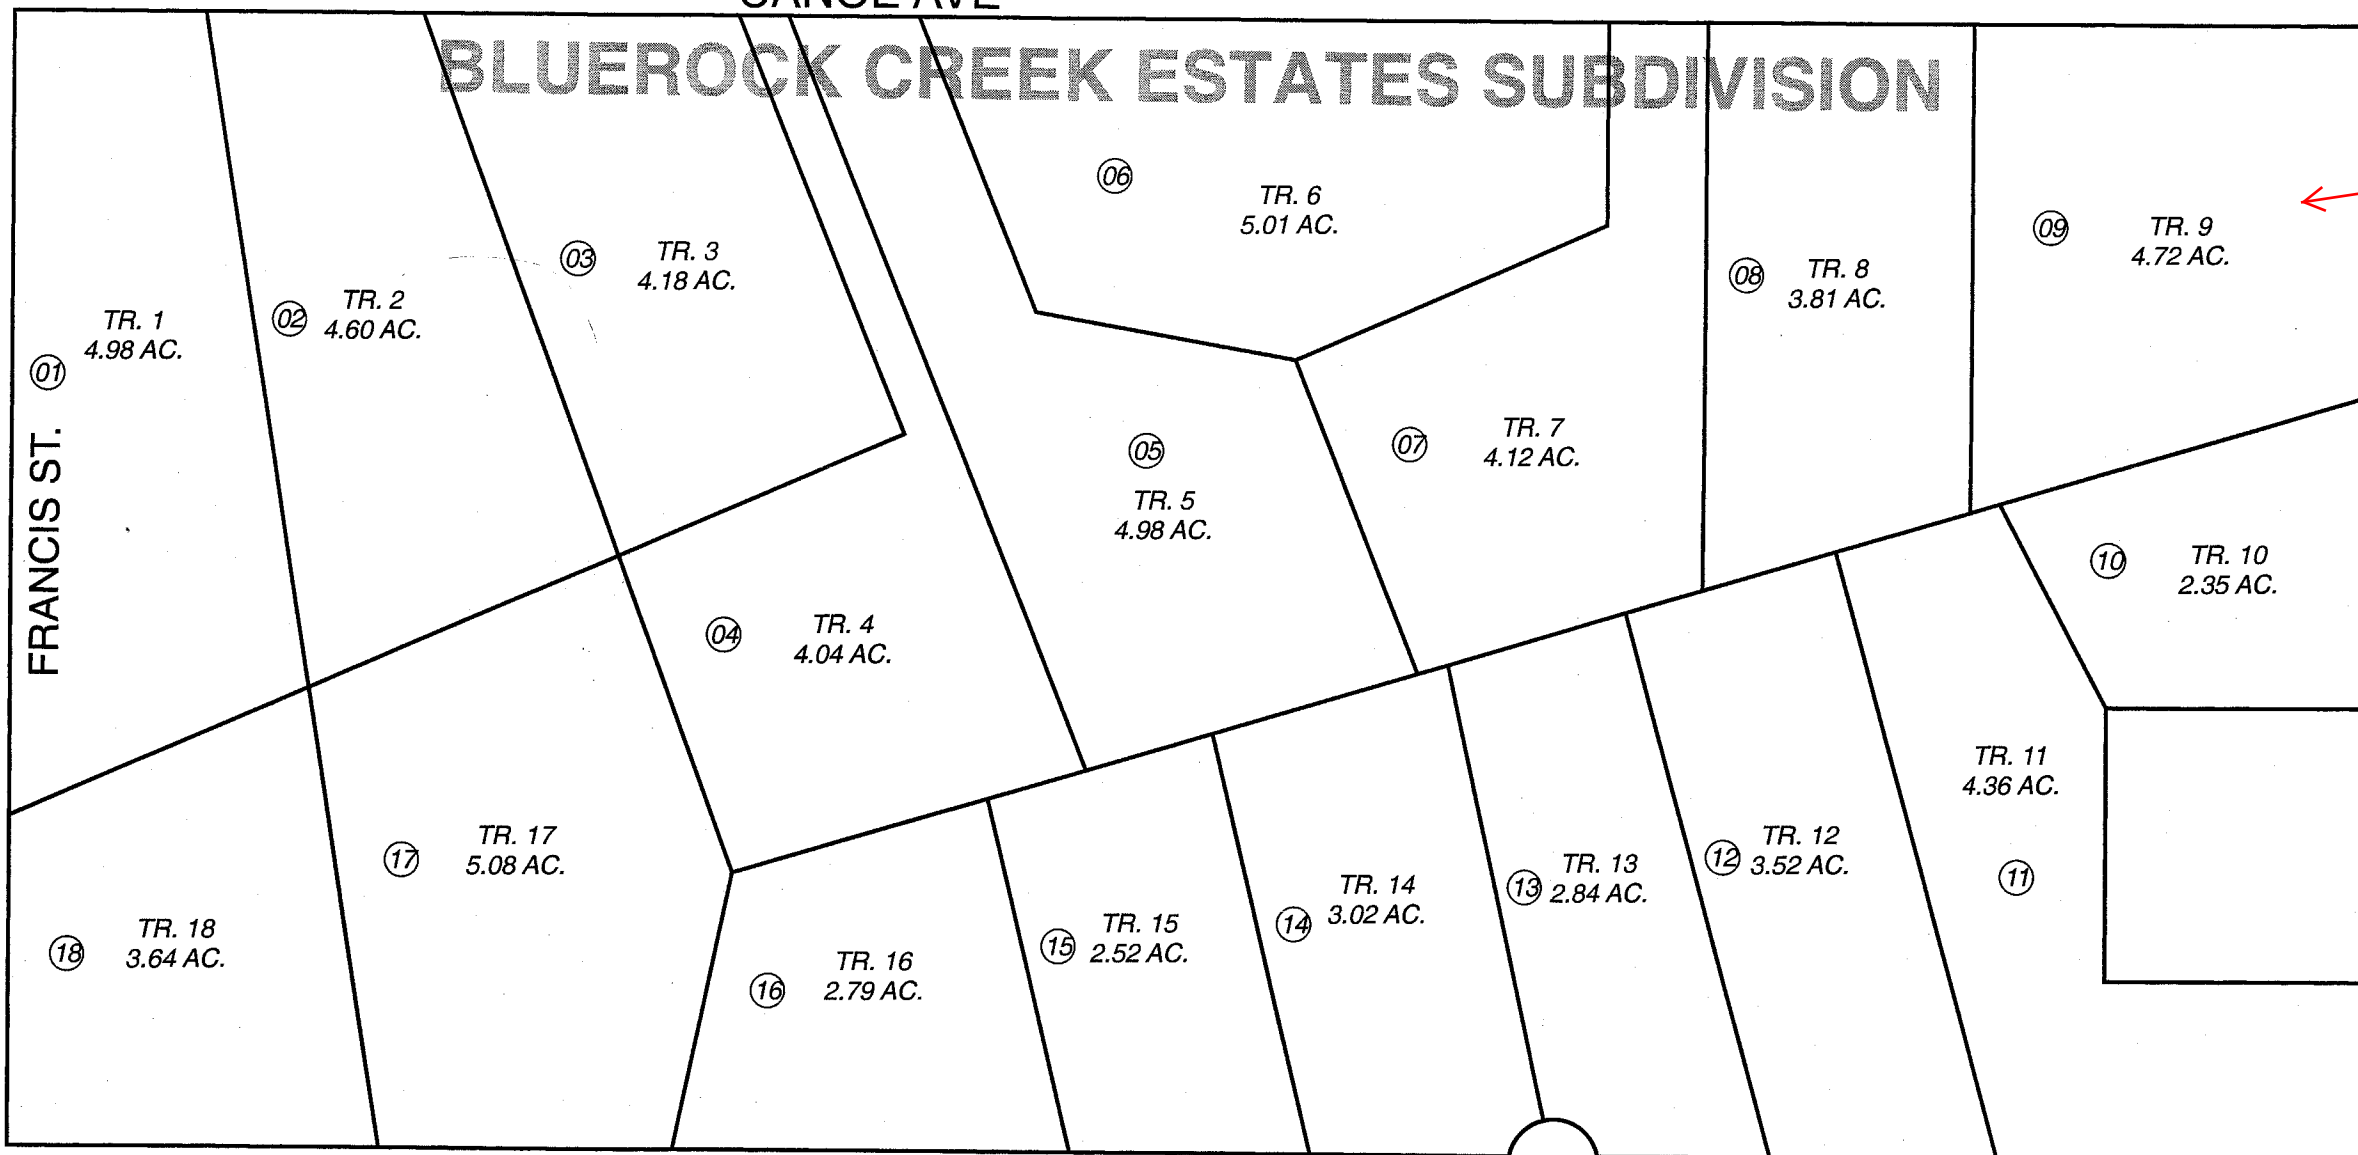 BLUEROCK CREEK ESTATES SUBDIVISION
FRANCIS ST.
01
TR. 1
4.98 AC.
02
TR. 2
4.60 AC.
03
TR. 3
4.18 AC.
04
TR. 4
4.04 AC.
05
TR. 5
4.98 AC.
06
TR. 6
5.01 AC.
07
TR. 7
4.12 AC.
08
TR. 8
3.81 AC.
09
TR. 9
4.72 AC.
10
TR. 10
2.35 AC.
TR. 11
4.36 AC.
11
12
TR. 12
3.52 AC.
13
TR. 13
2.84 AC.
14
TR. 14
3.02 AC.
15
TR. 15
2.52 AC.
16
TR. 16
2.79 AC.
17
TR. 17
5.08 AC.
18
TR. 18
3.64 AC.